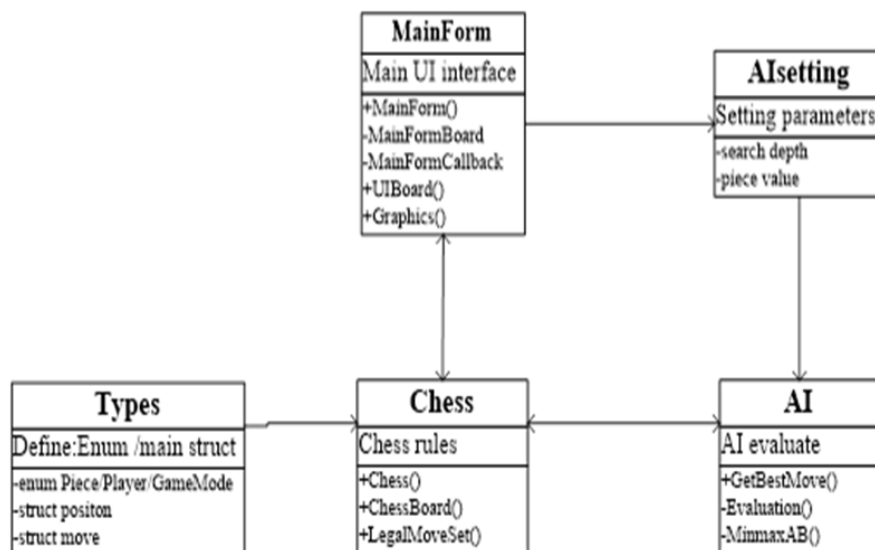 MainForm
Main UI interface
+MainForm()
-MainFormBoard
-MainFormCallback
+UIBoard()
+Graphics()
AIsetting
Setting parameters
-search depth
-piece value
Types
Define:Enum /main struct
-enum Piece/Player/GameMode
-struct positon
-struct move
Chess
Chess rules
+Chess()
+ChessBoard()
+LegalMoveSet()
AI
AI evaluate
+GetBestMove()
-Evaluation()
-MinmaxAB()